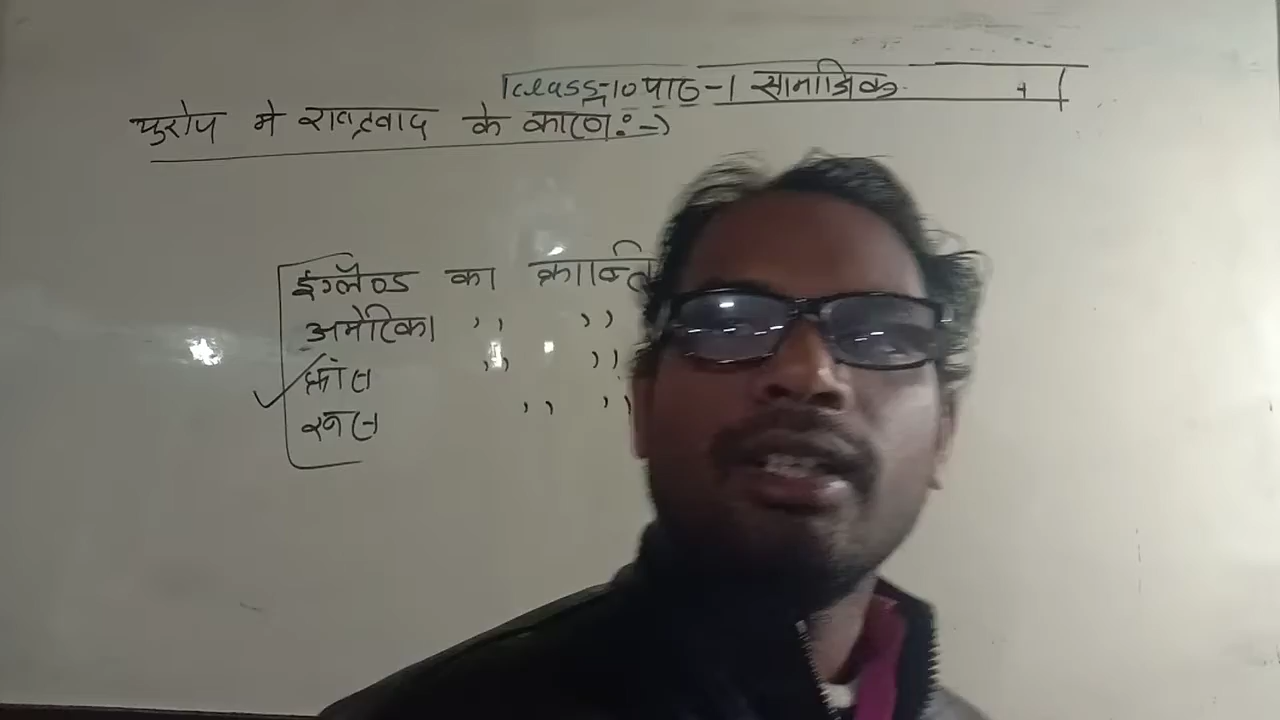 class-10 पाठ-1 सामाजिक
युरोप मे राष्ट्रवाद के कारण:-)
इंग्लैण्ड का क्रान्ति
अमेरिका ,, ,,
फ्रांस ,, ,,
रूस ,, ,,